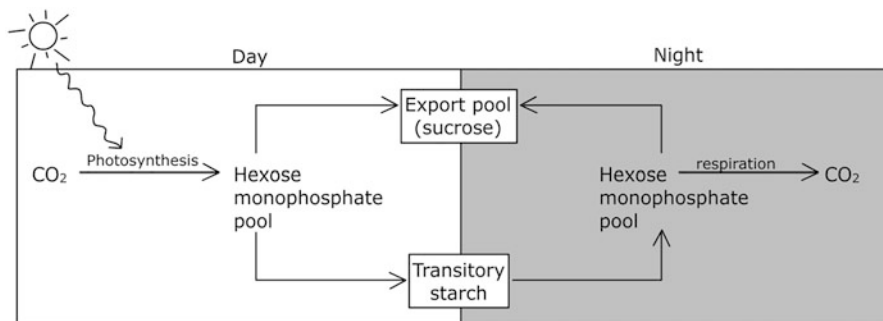 Day
Night
Export pool
(sucrose)
Photosynthesis
CO₂
Hexose
monophosphate
pool
Hexose
monophosphate
pool
respiration
CO₂
Transitory
starch